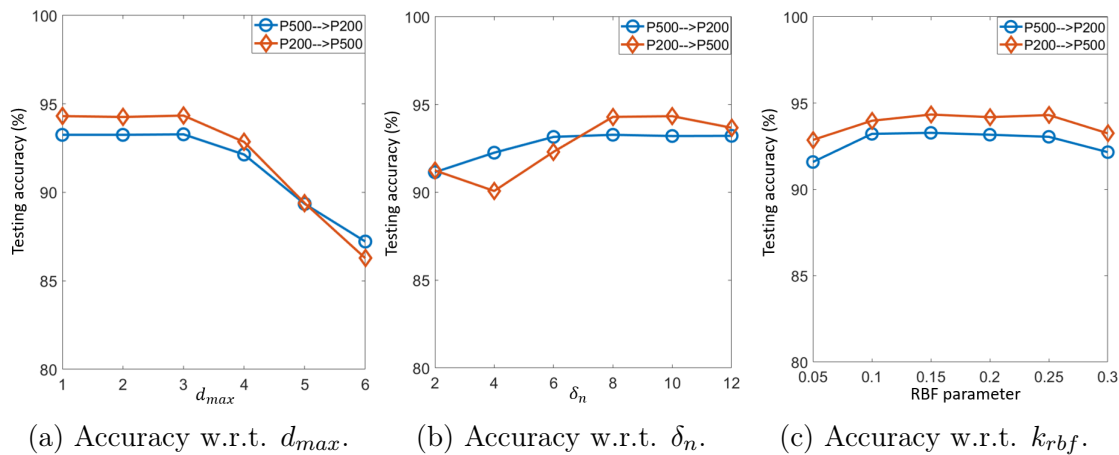 P500-->P200
P200-->P500
Testing accuracy (%)
100
95
90
85
80
1 2 3 4 5 6
d_max
(a) Accuracy w.r.t. d_max.
P500-->P200
P200-->P500
Testing accuracy (%)
100
95
90
85
80
2 4 6 8 10 12
δ_n
(b) Accuracy w.r.t. δ_n.
P500-->P200
P200-->P500
Testing accuracy (%)
100
95
90
85
80
0.05 0.1 0.15 0.2 0.25 0.3
RBF parameter
(c) Accuracy w.r.t. k_rbf.